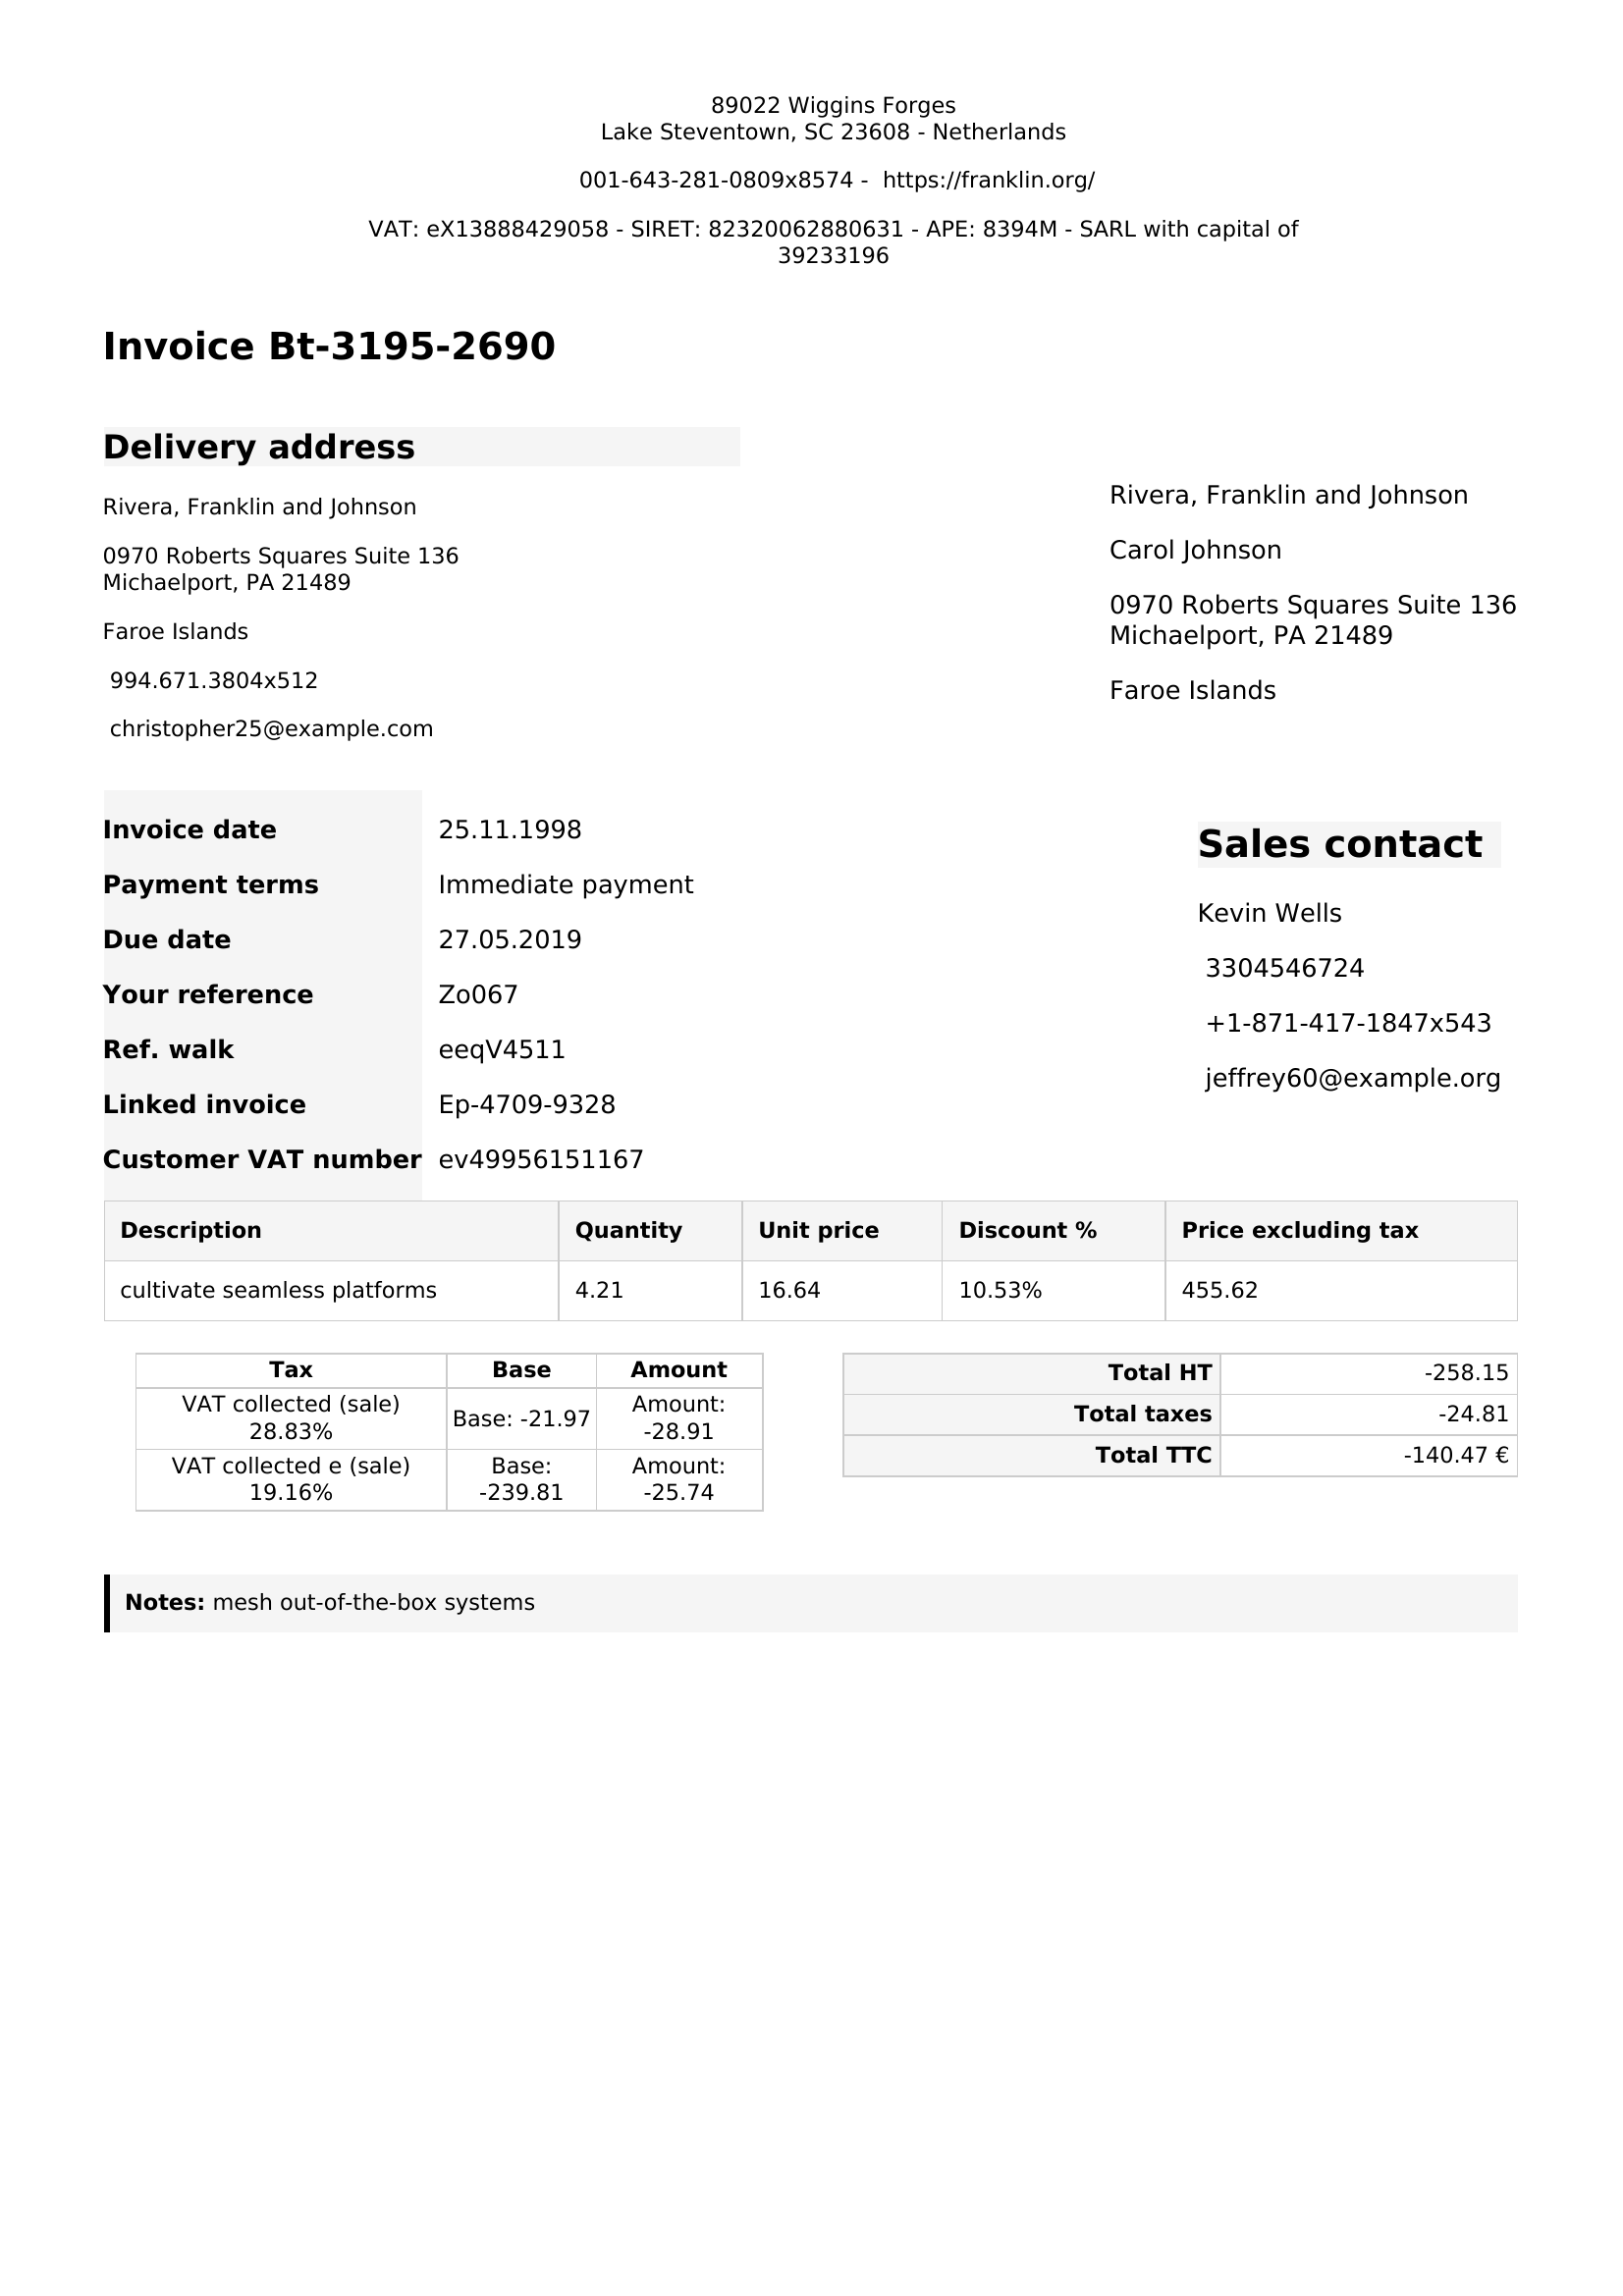 89022 Wiggins Forges
Lake Steventown, SC 23608 - Netherlands
001-643-281-0809x8574 -  https://franklin.org/
VAT: eX13888429058 - SIRET: 82320062880631 - APE: 8394M - SARL with capital of
39233196
Invoice Bt-3195-2690
Delivery address
Rivera, Franklin and Johnson
0970 Roberts Squares Suite 136
Michaelport, PA 21489
Faroe Islands
994.671.3804x512
christopher25@example.com
Rivera, Franklin and Johnson
Carol Johnson
0970 Roberts Squares Suite 136
Michaelport, PA 21489
Faroe Islands
Invoice date 25.11.1998
Payment terms Immediate payment
Due date 27.05.2019
Your reference Zo067
Ref. walk eeqV4511
Linked invoice Ep-4709-9328
Customer VAT number ev49956151167
Sales contact
Kevin Wells
3304546724
+1-871-417-1847x543
jeffrey60@example.org
Description Quantity Unit price Discount % Price excluding tax
cultivate seamless platforms 4.21 16.64 10.53% 455.62
Tax Base Amount
VAT collected (sale) 28.83% Base: -21.97 Amount: -28.91
VAT collected e (sale) 19.16% Base: -239.81 Amount: -25.74
Total HT -258.15
Total taxes -24.81
Total TTC -140.47 €
Notes: mesh out-of-the-box systems